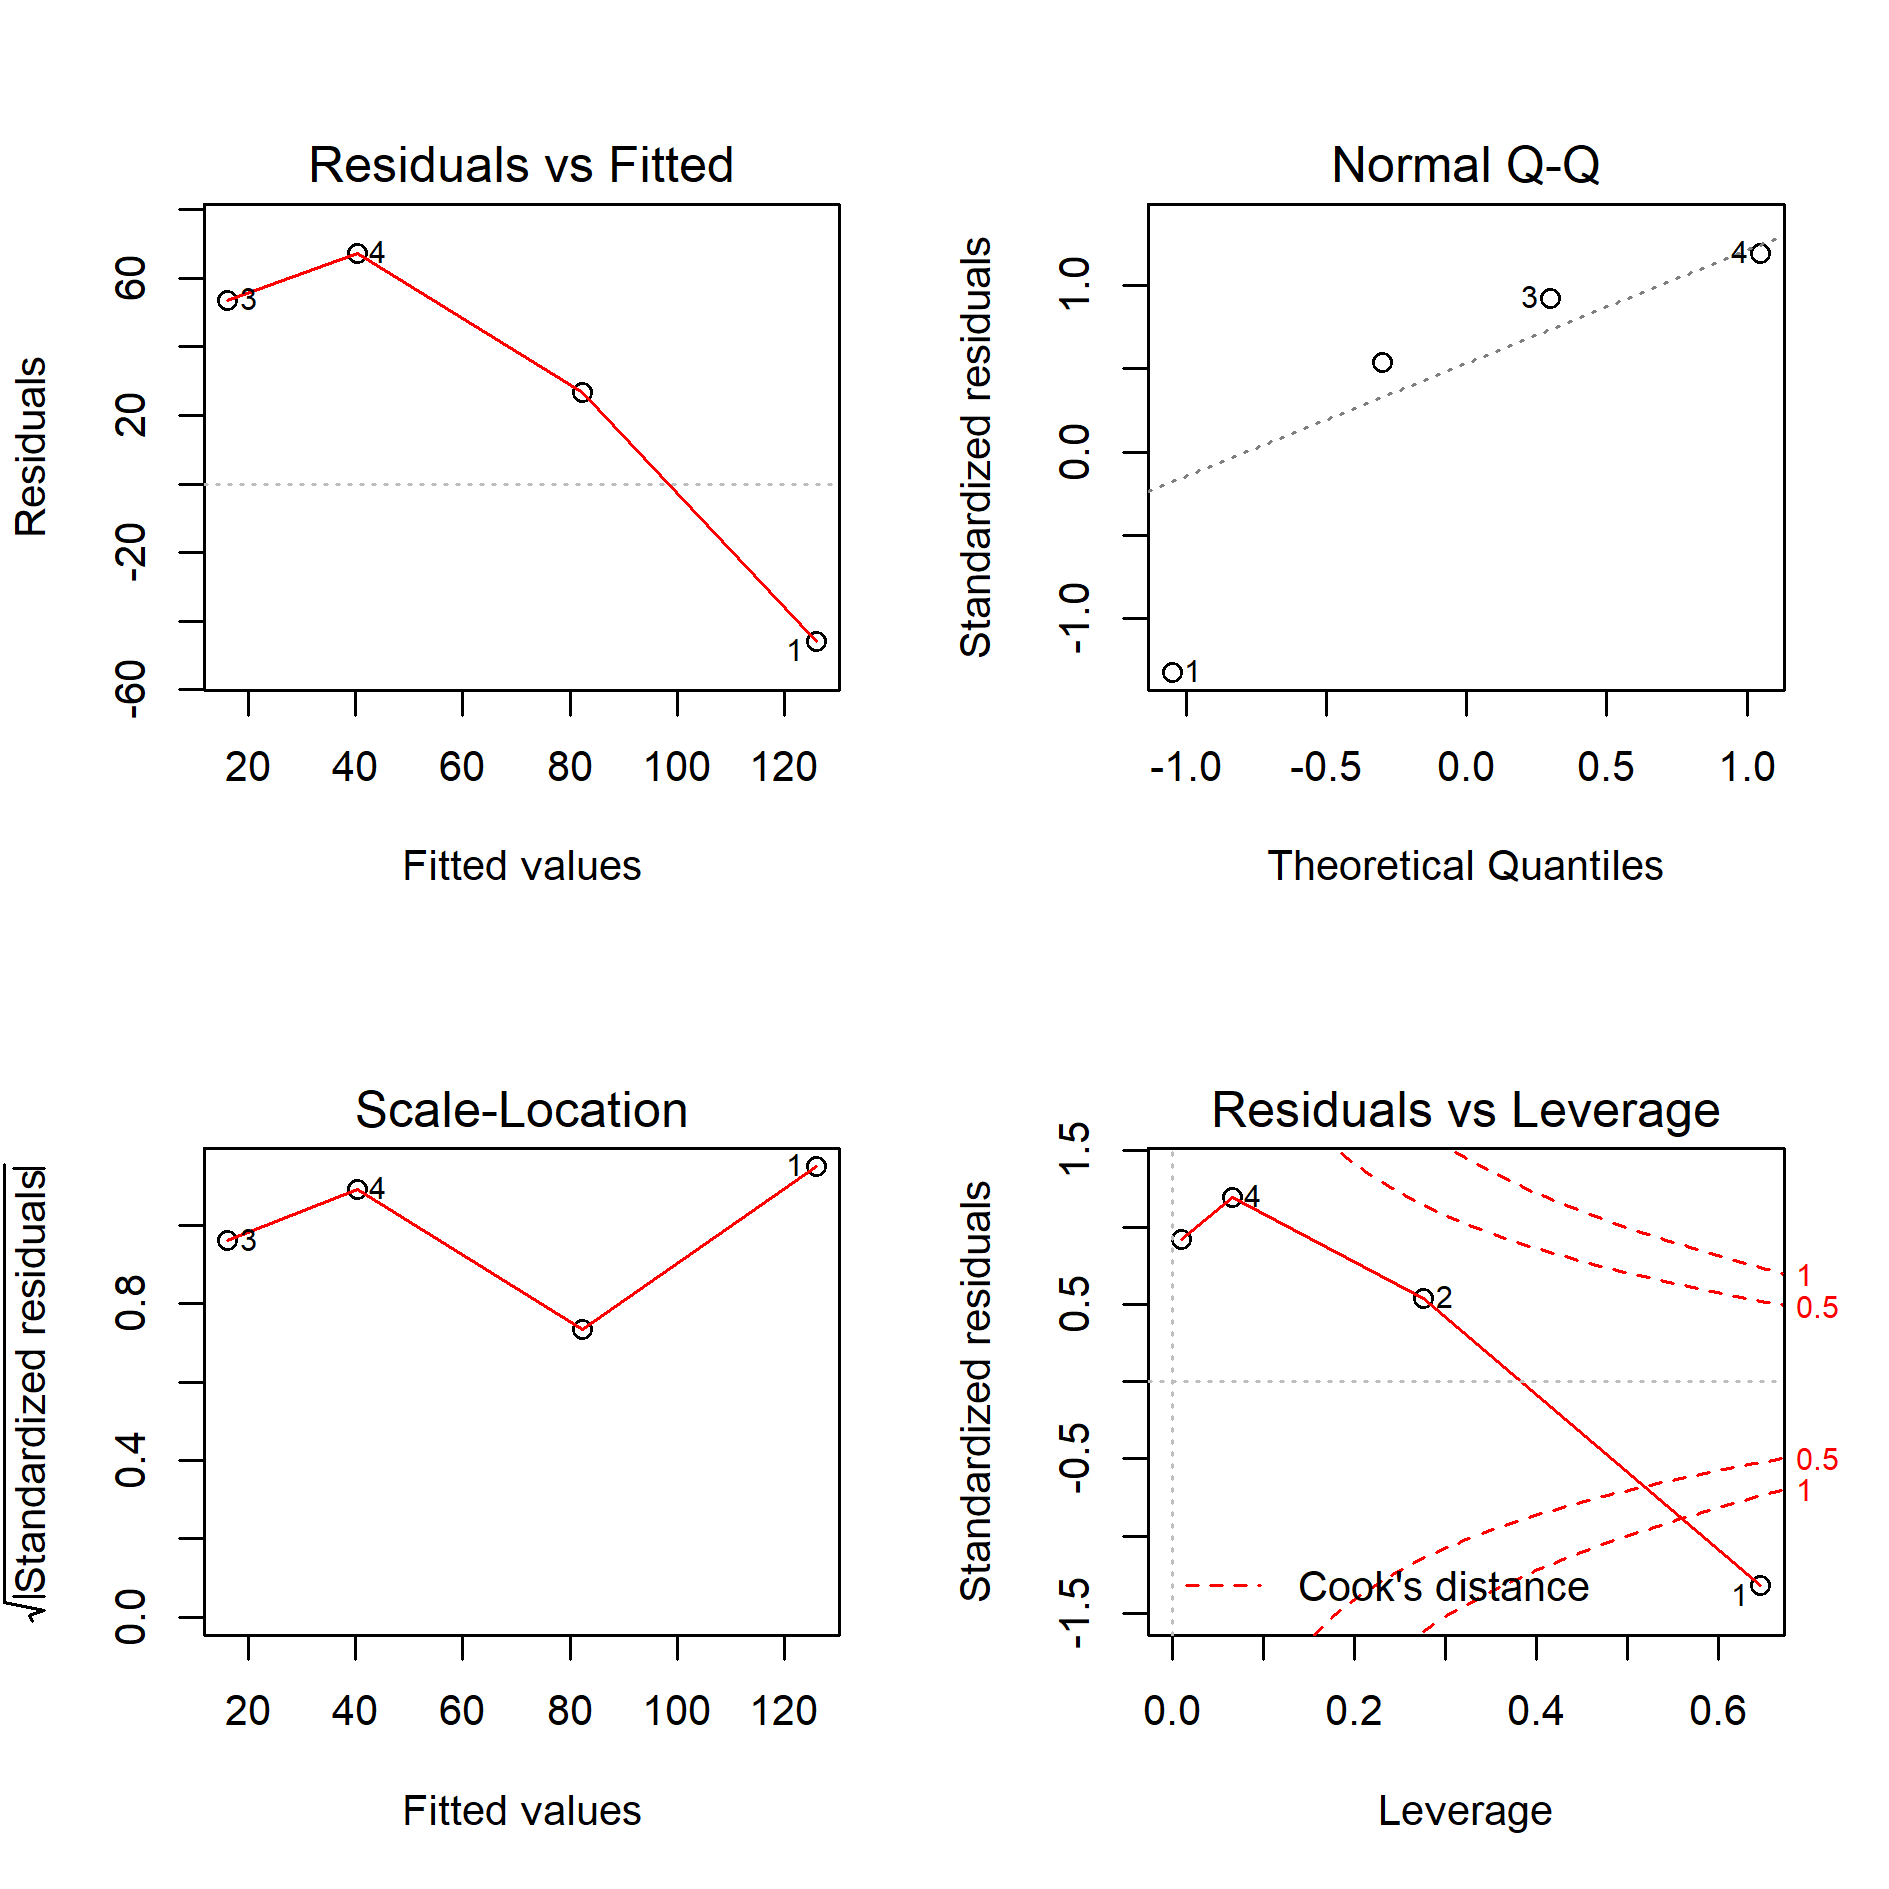 Residuals vs Fitted
Residuals
60
20
-20
-60
3
4
1
20 40 60 80 100 120
Fitted values
Normal Q-Q
Standardized residuals
1.0
0.0
-1.0
4
3
1
-1.0 -0.5 0.0 0.5 1.0
Theoretical Quantiles
Scale-Location
√|Standardized residuals|
0.8
0.4
0.0
3
4
1
20 40 60 80 100 120
Fitted values
Residuals vs Leverage
Standardized residuals
1.5
0.5
-0.5
-1.5
4
2
1
1
0.5
0.5
1
Cook's distance
0.0 0.2 0.4 0.6
Leverage